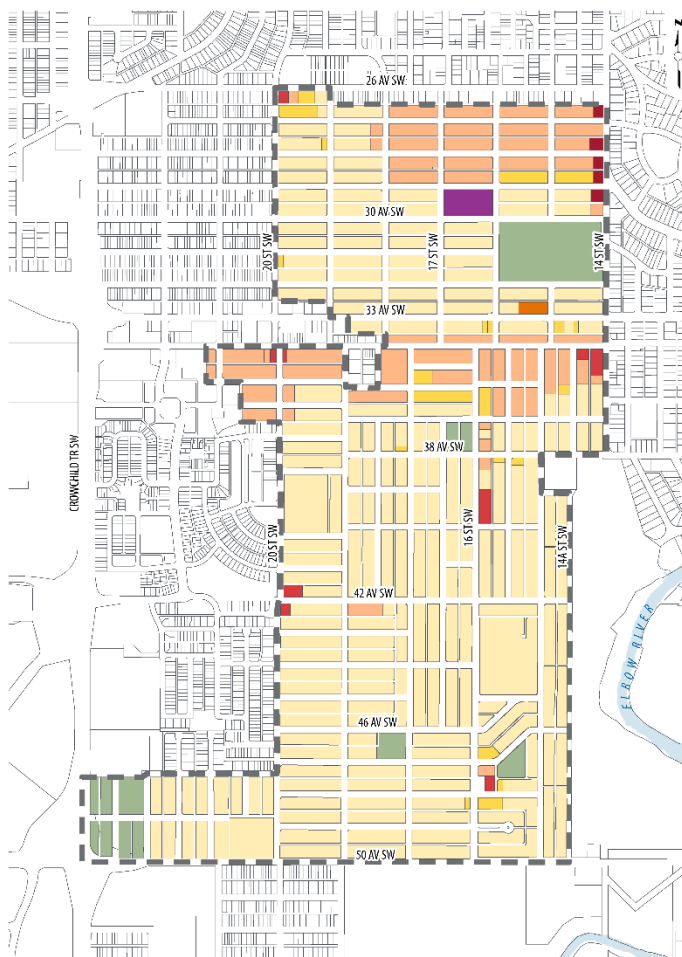 26 AV SW
30 AV SW
20 ST SW
17 ST SW
14 ST SW
33 AV SW
38 AV SW
CROWCHILD TR SW
20 ST SW
16 ST SW
14A ST SW
42 AV SW
ELBOW RIVER
46 AV SW
50 AV SW